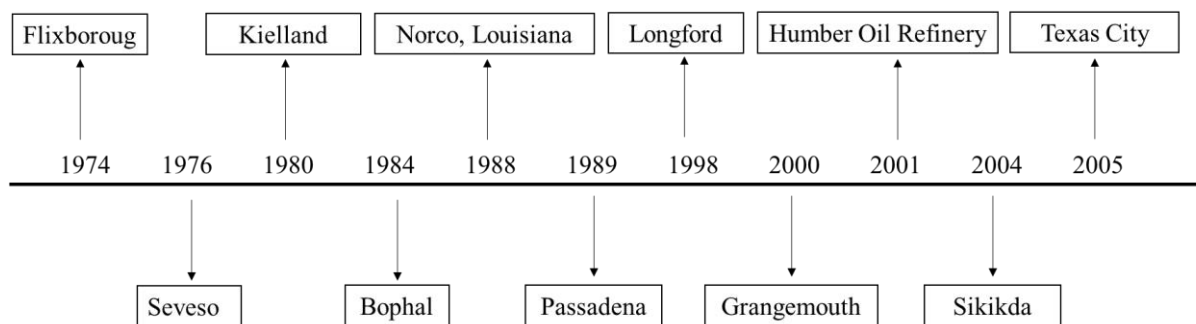 Flixboroug Kielland Norco, Louisiana Longford Humber Oil Refinery Texas City
1974 1976 1980 1984 1988 1989 1998 2000 2001 2004 2005
Seveso Bophal Passadena Grangemouth Sikikda